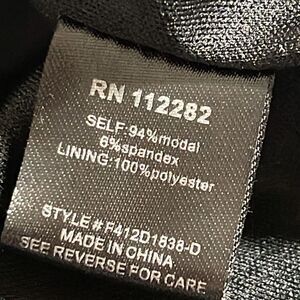 RN 112282
SELF: 94% modal
6% spandex
LINING: 100% polyester
STYLE # F412D1838-D
MADE IN CHINA
SEE REVERSE FOR CARE